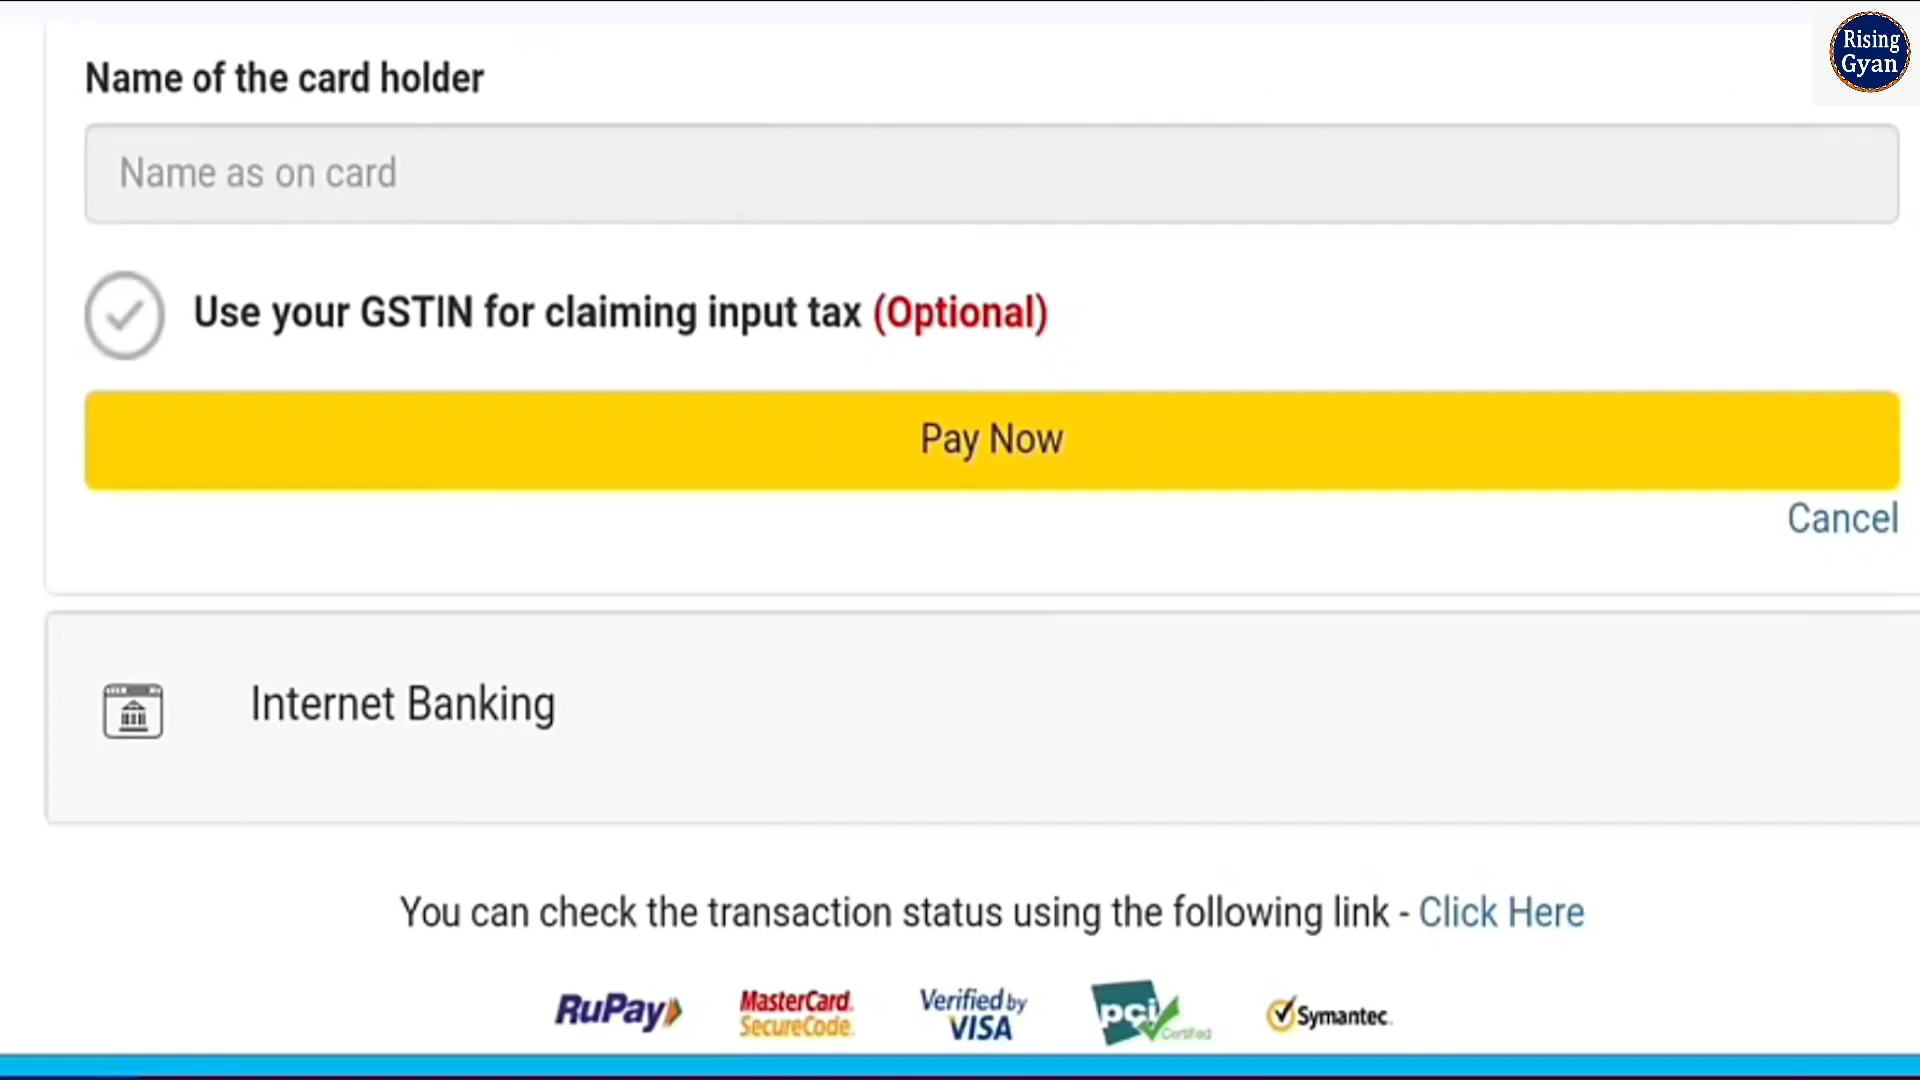 Rising
Gyan
Name of the card holder
Name as on card
Use your GSTIN for claiming input tax (Optional)
Pay Now
Cancel
Internet Banking
You can check the transaction status using the following link - Click Here
RuPay
MasterCard.
SecureCode.
Verified by
VISA
pci
Certified
Symantec.